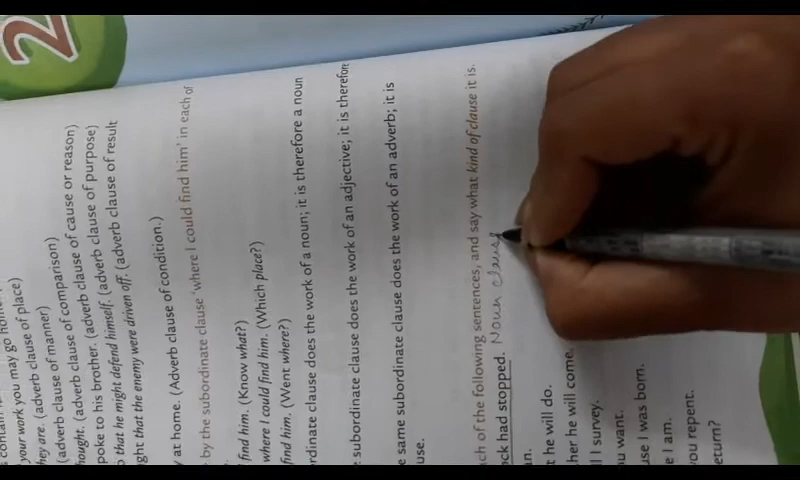 2
your work you may go home
they are. (adverb clause of place)
(adverb clause of manner)
(adverb clause of comparison)
hought. (adverb clause of cause or reason)
poke to his brother. (adverb clause of purpose)
that he might defend himself. (adverb clause of purpose)
ght that the enemy were driven off. (adverb clause of result
at home. (Adverb clause of condition.)
by the subordinate clause 'where I could find him' in each of
find him. (Know what?)
where I could find him. (Which place?)
find him. (Went where?)
rdinate clause does the work of a noun; it is therefore a noun
e subordinate clause does the work of an adjective; it is therefore
e same subordinate clause does the work of an adverb; it is
use.
ch of the following sentences, and say what kind of clause it is.
ock had stopped. Noun clause
n.
t he will do.
her he will come.
ll I survey.
ou want.
use I was born.
e I am.
you repent.
eturn?